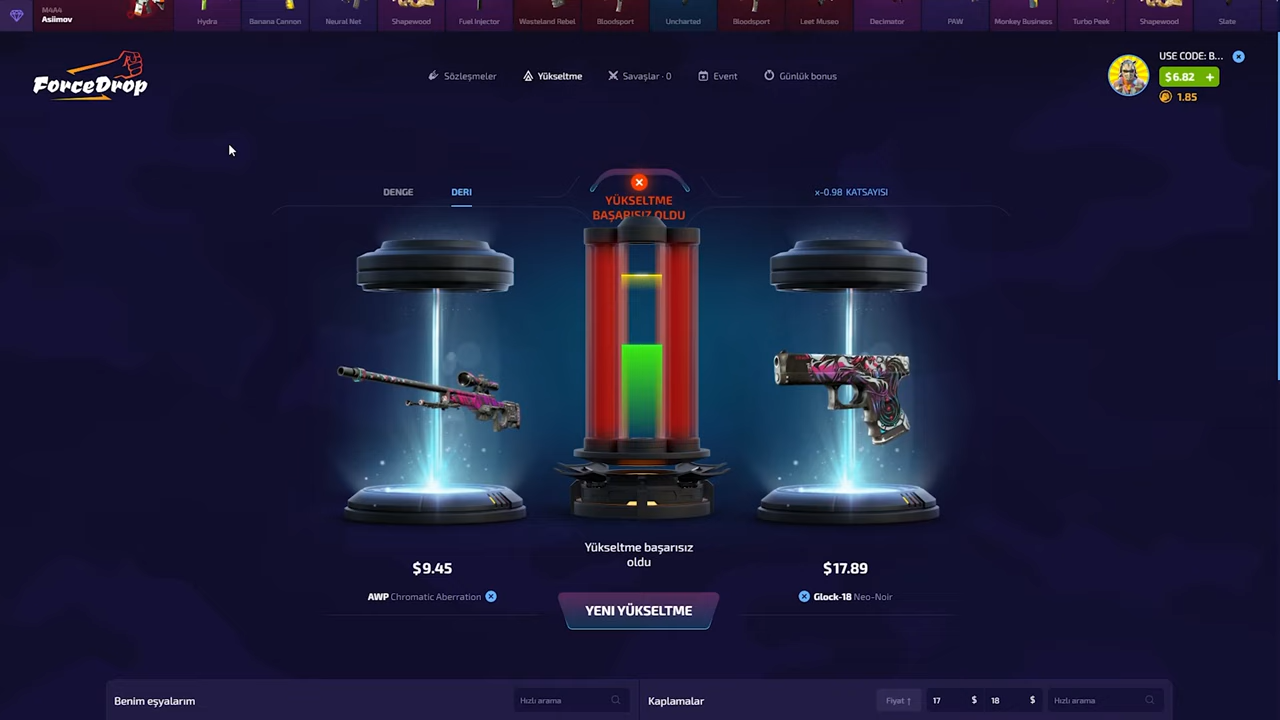 M4A4
Asiimov
Hydra
Banana Cannon
Neural Net
Shapewood
Fuel Injector
Wasteland Rebel
Bloodsport
Uncharted
Bloodsport
Leet Museo
Decimator
PAW
Monkey Business
Turbo Peek
Shapewood
Slate
ForceDrop
Sözleşmeler
Yükseltme
Savaşlar · 0
Event
Günlük bonus
USE CODE: B...
$6.82 +
1.85
DENGE
DERI
YÜKSELTME
BAŞARISIZ OLDU
x-0.98 KATSAYISI
Yükseltme başarısız
oldu
$9.45
$17.89
AWP Chromatic Aberration
Glock-18 Neo-Noir
YENİ YÜKSELTME
Benim eşyalarım
Hızlı arama
Kaplamalar
Fiyat ↑
17 $
18 $
Hızlı arama